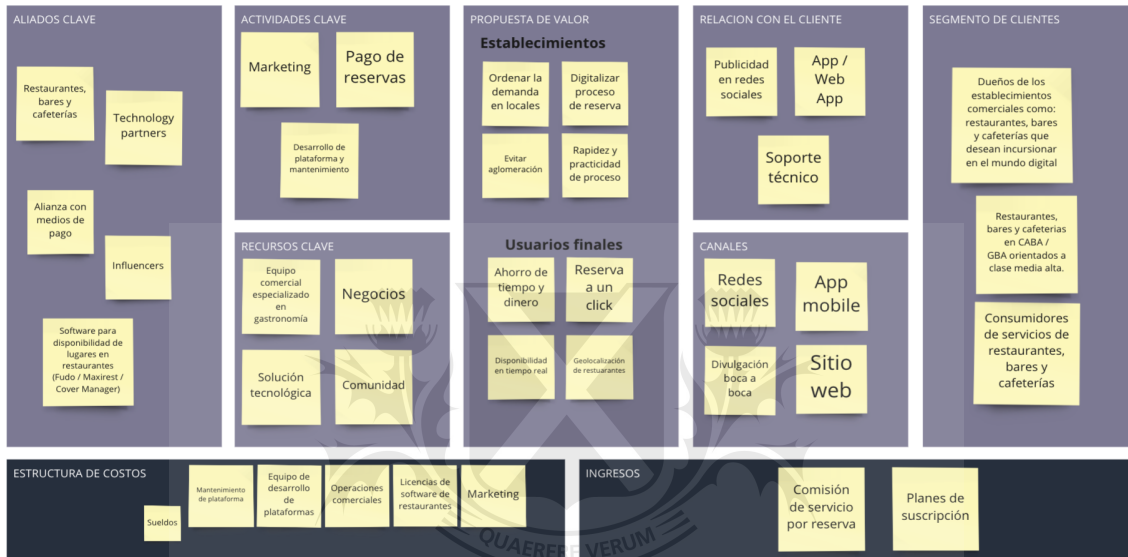 ALIADOS CLAVE
Restaurantes,
bares y
cafeterías
Technology
partners
Alianza con
medios de
pago
Influencers
Software para
disponibilidad de
lugares en
restaurantes
(Fudo / Maxirest /
Cover Manager)
ACTIVIDADES CLAVE
Marketing
Pago de
reservas
Desarrollo de
plataforma y
mantenimiento
RECURSOS CLAVE
Equipo
comercial
especializado
en
gastronomía
Negocios
Solución
tecnológica
Comunidad
PROPUESTA DE VALOR
Establecimientos
Ordenar la
demanda
en locales
Digitalizar
proceso
de reserva
Evitar
aglomeración
Rapidez y
practicidad
de proceso
Usuarios finales
Ahorro de
tiempo y
dinero
Reserva
a un
click
Disponibilidad
en tiempo real
Geolocalización
de restuarantes
RELACION CON EL CLIENTE
Publicidad
en redes
sociales
App /
Web
App
Soporte
técnico
CANALES
Redes
sociales
App
mobile
Divulgación
boca a
boca
Sitio
web
SEGMENTO DE CLIENTES
Dueños de los
establecimientos
comerciales como:
restaurantes, bares
y cafeterías que
desean incursionar
en el mundo digital
Restaurantes,
bares y cafeterias
en CABA /
GBA orientados a
clase media alta.
Consumidores
de servicios de
restaurantes,
bares y
cafeterías
ESTRUCTURA DE COSTOS
Sueldos
Mantenimiento
de plataforma
Equipo de
desarrollo
de
plataformas
Operaciones
comerciales
Licencias de
software de
restaurantes
Marketing
INGRESOS
Comisión
de servicio
por reserva
Planes de
suscripción
QUAERERE VERUM